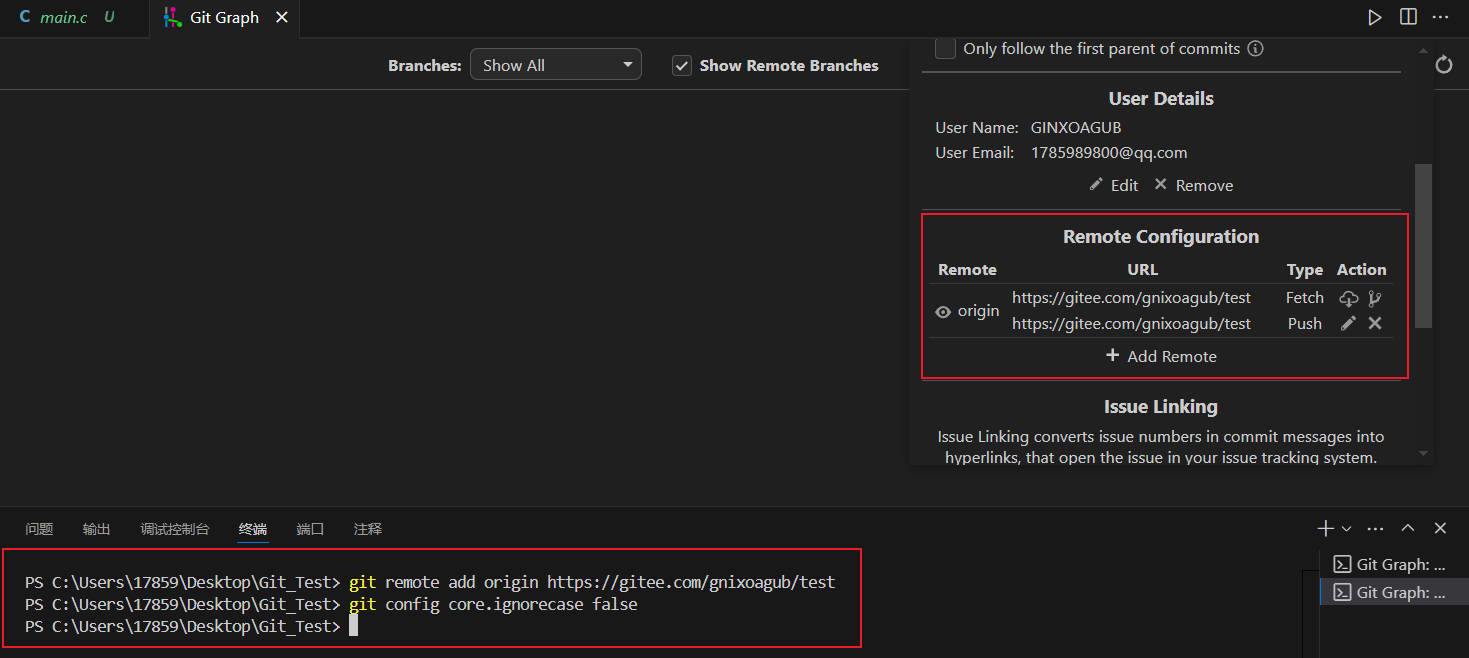 C main.c U Git Graph
Only follow the first parent of commits
Branches: Show All Show Remote Branches
User Details
User Name: GINXOAGUB
User Email: 1785989800@qq.com
Edit Remove
Remote Configuration
Remote URL Type Action
https://gitee.com/gnixoagub/test Fetch
origin
https://gitee.com/gnixoagub/test Push
Add Remote
Issue Linking
Issue Linking converts issue numbers in commit messages into
hyperlinks, that open the issue in your issue tracking system.
问题 输出 调试控制台 终端 端口 注释
PS C:\Users\17859\Desktop\Git_Test> git remote add origin https://gitee.com/gnixoagub/test
PS C:\Users\17859\Desktop\Git_Test> git config core.ignorecase false
PS C:\Users\17859\Desktop\Git_Test>
Git Graph: ...
Git Graph: ...